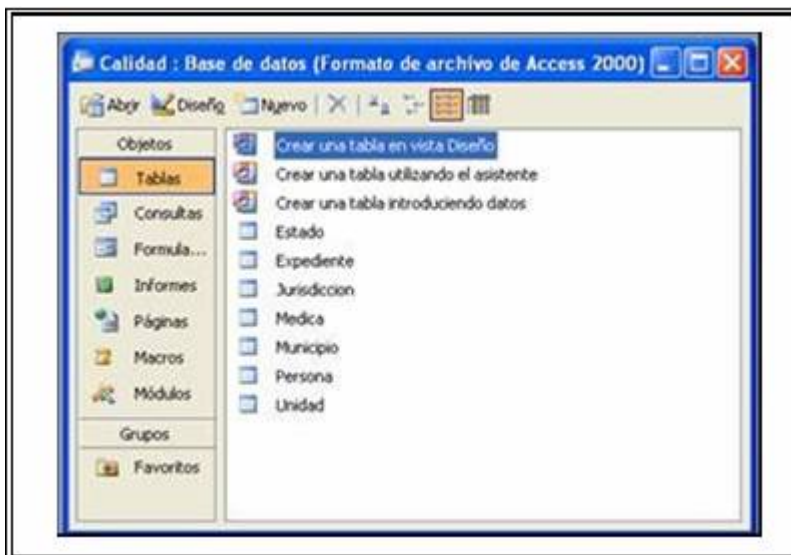 Calidad : Base de datos (Formato de archivo de Access 2000)
Abrir Diseño Nuevo
Objetos
Tablas
Consultas
Formula...
Informes
Páginas
Macros
Módulos
Grupos
Favoritos
Crear una tabla en vista Diseño
Crear una tabla utilizando el asistente
Crear una tabla introduciendo datos
Estado
Expediente
Jurisdiccion
Medica
Municipio
Persona
Unidad